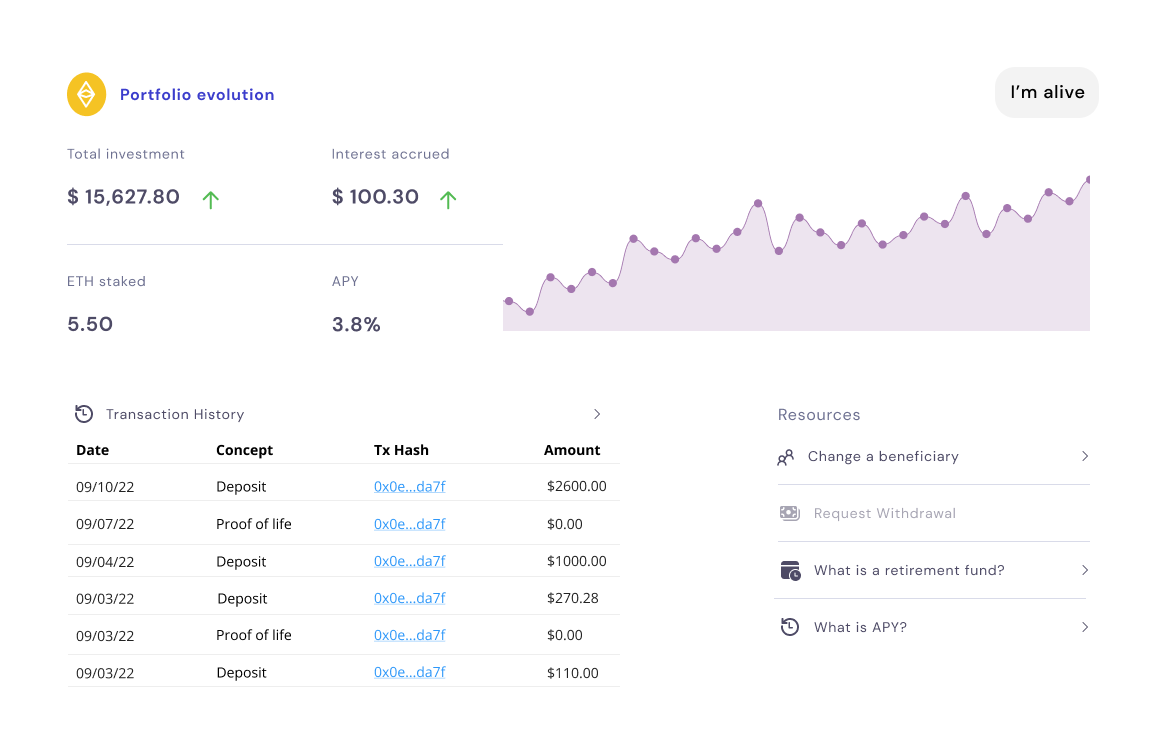 Portfolio evolution
I'm alive
Total investment
Interest accrued
$ 15,627.80
$ 100.30
ETH staked
APY
5.50
3.8%
Transaction History
Date Concept Tx Hash Amount
09/10/22 Deposit 0x0e...da7f $2600.00
09/07/22 Proof of life 0x0e...da7f $0.00
09/04/22 Deposit 0x0e...da7f $1000.00
09/03/22 Deposit 0x0e...da7f $270.28
09/03/22 Proof of life 0x0e...da7f $0.00
09/03/22 Deposit 0x0e...da7f $110.00
Resources
Change a beneficiary
Request Withdrawal
What is a retirement fund?
What is APY?